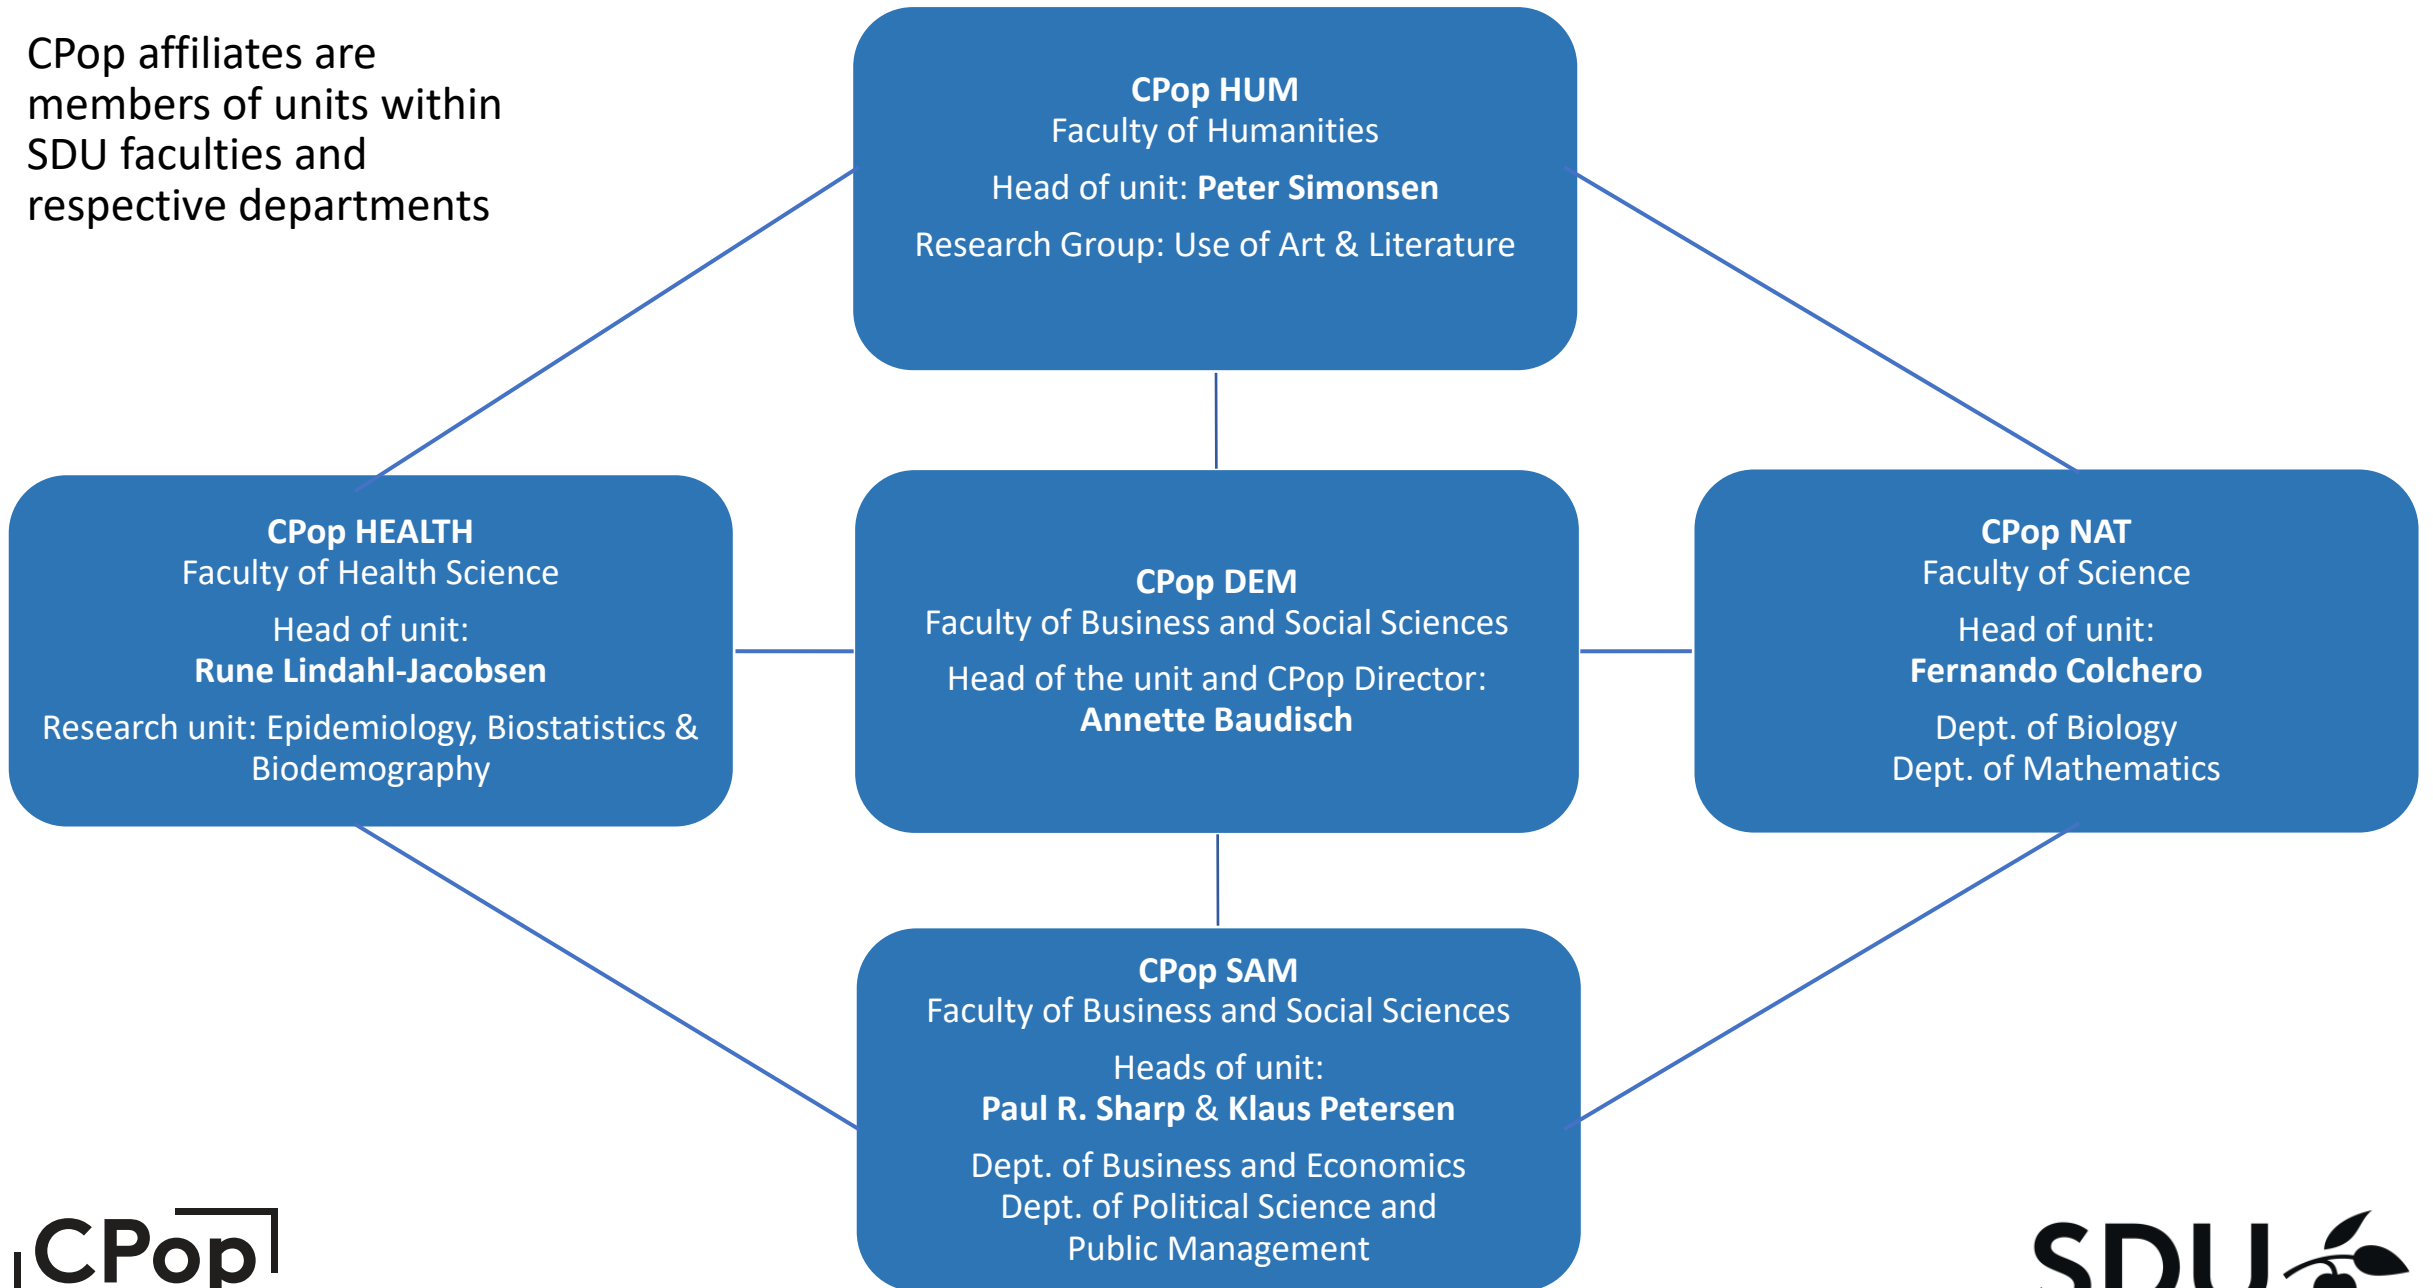 CPop affiliates are
members of units within
SDU faculties and
respective departments
CPop HUM
Faculty of Humanities
Head of unit: Peter Simonsen
Research Group: Use of Art & Literature
CPop HEALTH
Faculty of Health Science
Head of unit:
Rune Lindahl-Jacobsen
Research unit: Epidemiology, Biostatistics &
Biodemography
CPop DEM
Faculty of Business and Social Sciences
Head of the unit and CPop Director:
Annette Baudisch
CPop NAT
Faculty of Science
Head of unit:
Fernando Colchero
Dept. of Biology
Dept. of Mathematics
CPop SAM
Faculty of Business and Social Sciences
Heads of unit:
Paul R. Sharp & Klaus Petersen
Dept. of Business and Economics
Dept. of Political Science and
Public Management
CPop
SDU